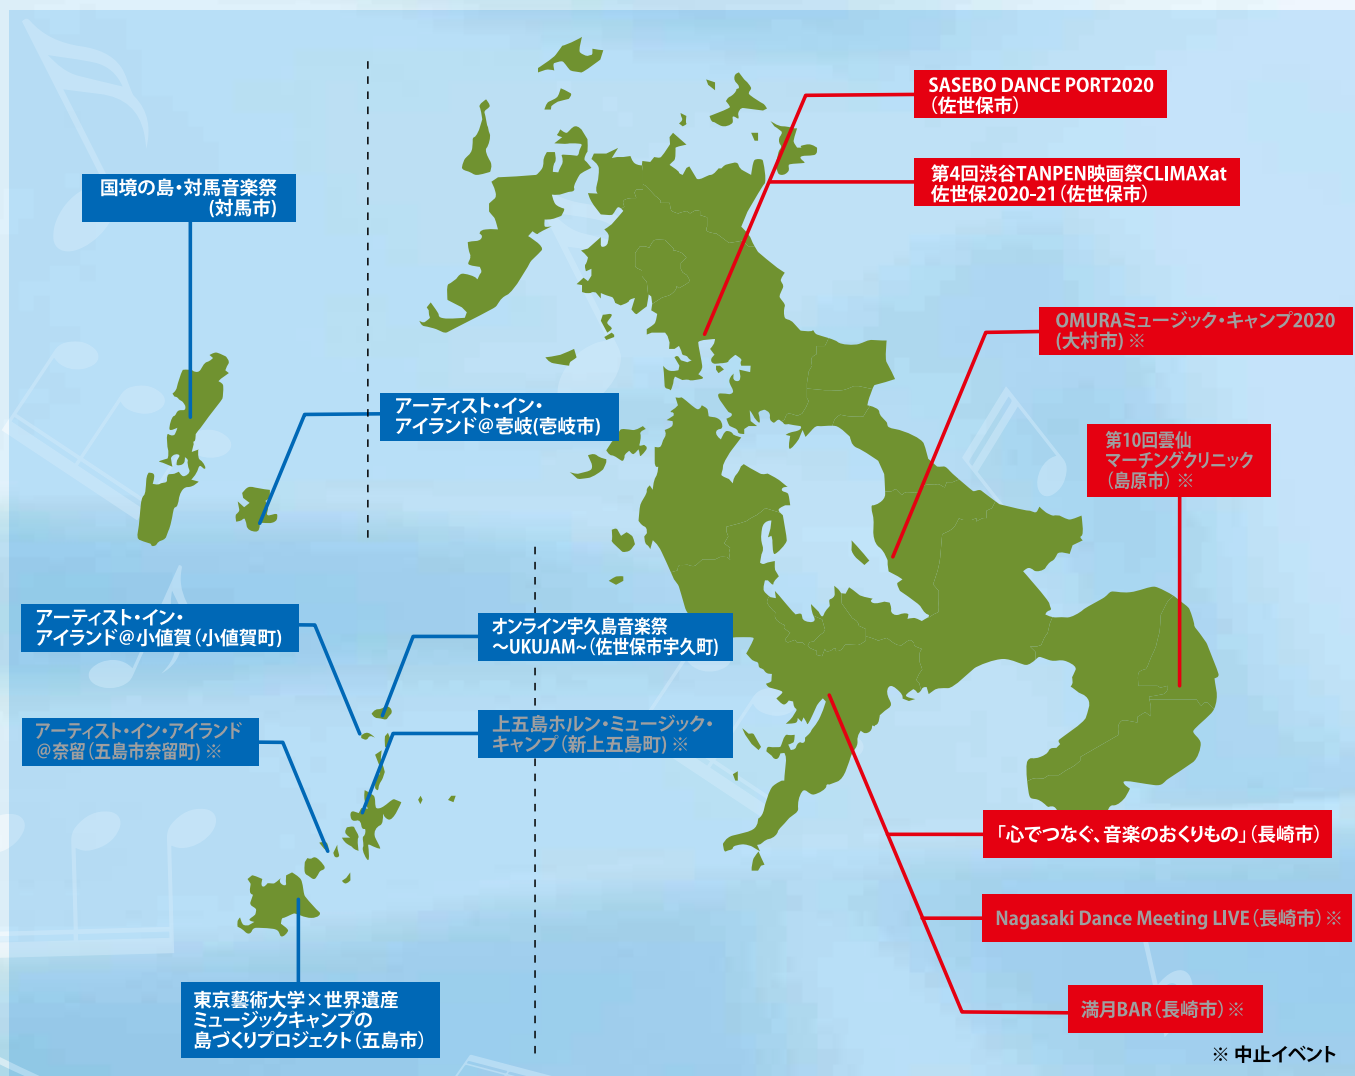 SASEBO DANCE PORT2020
（佐世保市）
第4回渋谷TANPEN映画祭CLIMAXat
佐世保2020-21（佐世保市）
国境の島・対馬音楽祭
(対馬市)
OMURAミュージック・キャンプ2020
(大村市) ※
アーティスト・イン・
アイランド＠壱岐(壱岐市)
第10回雲仙
マーチングクリニック
（島原市）※
アーティスト・イン・
アイランド＠小値賀（小値賀町)
オンライン宇久島音楽祭
～UKUJAM~（佐世保市宇久町)
アーティスト・イン・アイランド
＠奈留（五島市奈留町) ※
上五島ホルン・ミュージック・
キャンプ（新上五島町) ※
「心でつなぐ、音楽のおくりもの」（長崎市）
Nagasaki Dance Meeting LIVE（長崎市）※
満月BAR（長崎市）※
東京藝術大学×世界遺産
ミュージックキャンプの
島づくりプロジェクト（五島市）
※ 中止イベント